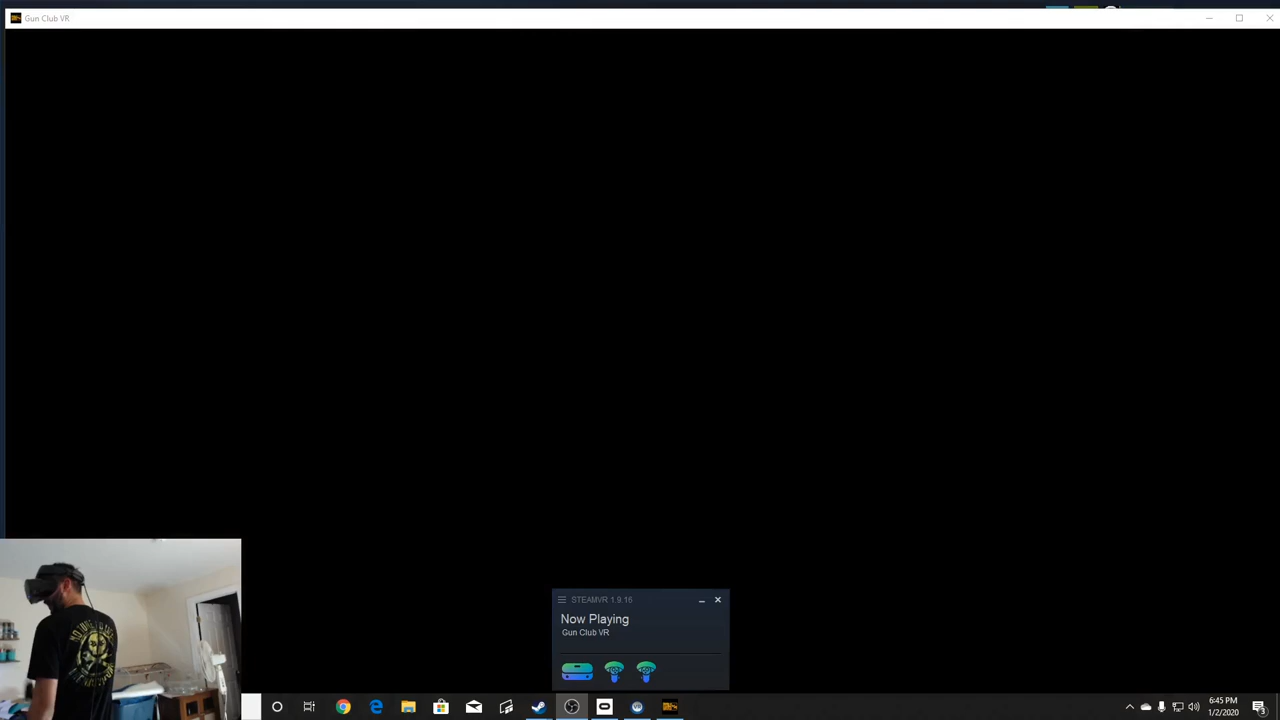 Gun Club VR
STEAMVR 1.9.16
Now Playing
Gun Club VR
6:45 PM
1/2/2020